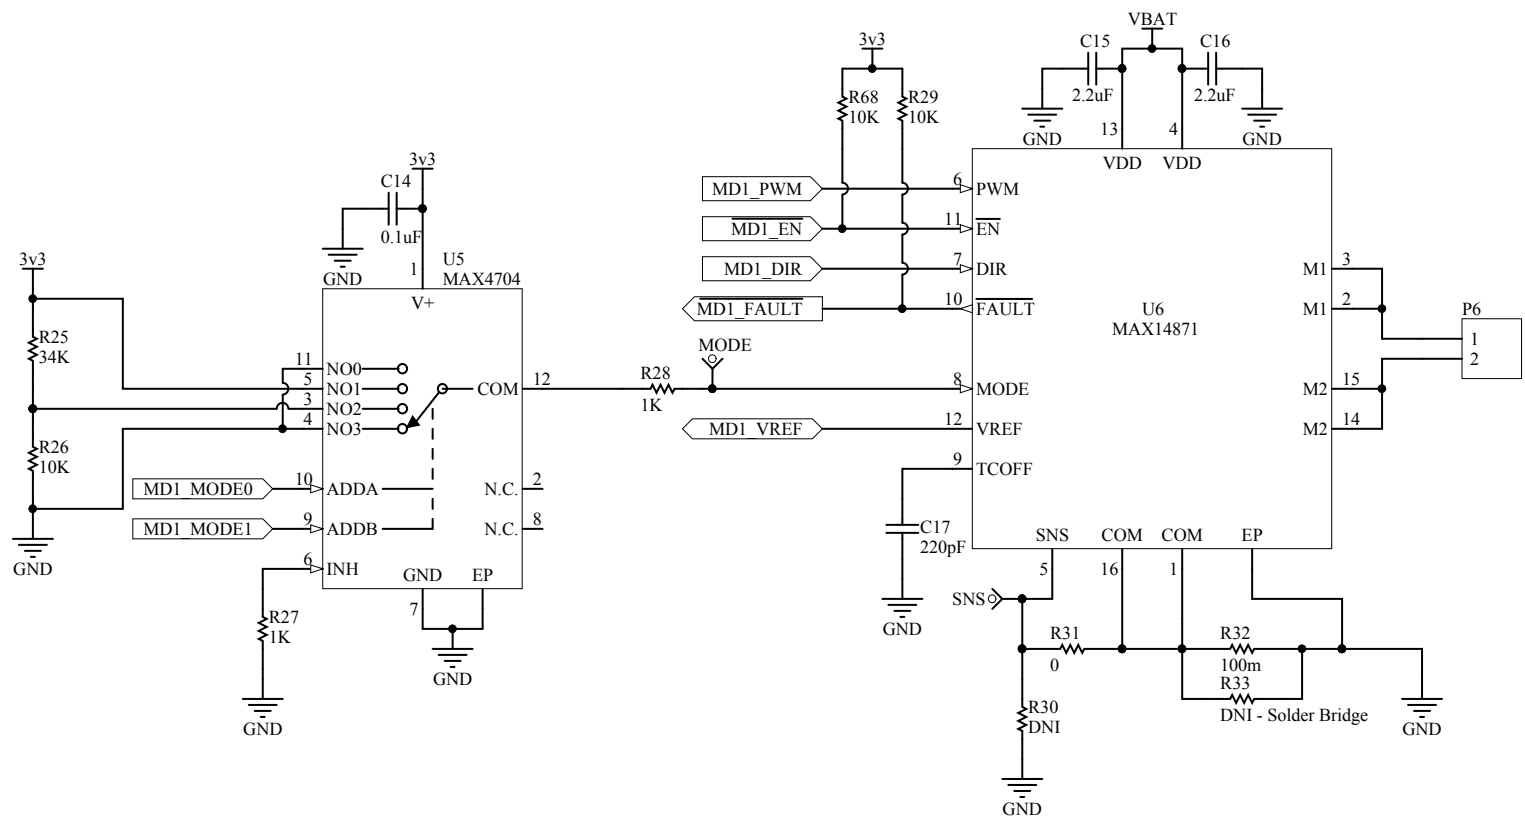 VBAT
C15
C16
2.2uF
2.2uF
GND
GND
13
4
VDD
VDD
3v3
R68
10K
R29
10K
3v3
C14
0.1uF
GND
1
U5
MAX4704
V+
3v3
R25
34K
R26
10K
GND
11
NO0
5
NO1
3
NO2
4
NO3
COM
12
MD1_MODE0
10
ADDA
MD1_MODE1
9
ADDB
6
INH
N.C.
2
N.C.
8
GND
EP
7
GND
R27
1K
GND
R28
1K
MODE
MD1_PWM
6
PWM
MD1_EN
11
EN
MD1_DIR
7
DIR
MD1_FAULT
10
FAULT
8
MODE
MD1_VREF
12
VREF
9
TCOFF
C17
220pF
GND
U6
MAX14871
M1
3
M1
2
M2
15
M2
14
P6
1
2
SNS
COM
COM
EP
5
16
1
SNS
R31
0
R32
100m
R33
DNI - Solder Bridge
R30
DNI
GND
GND